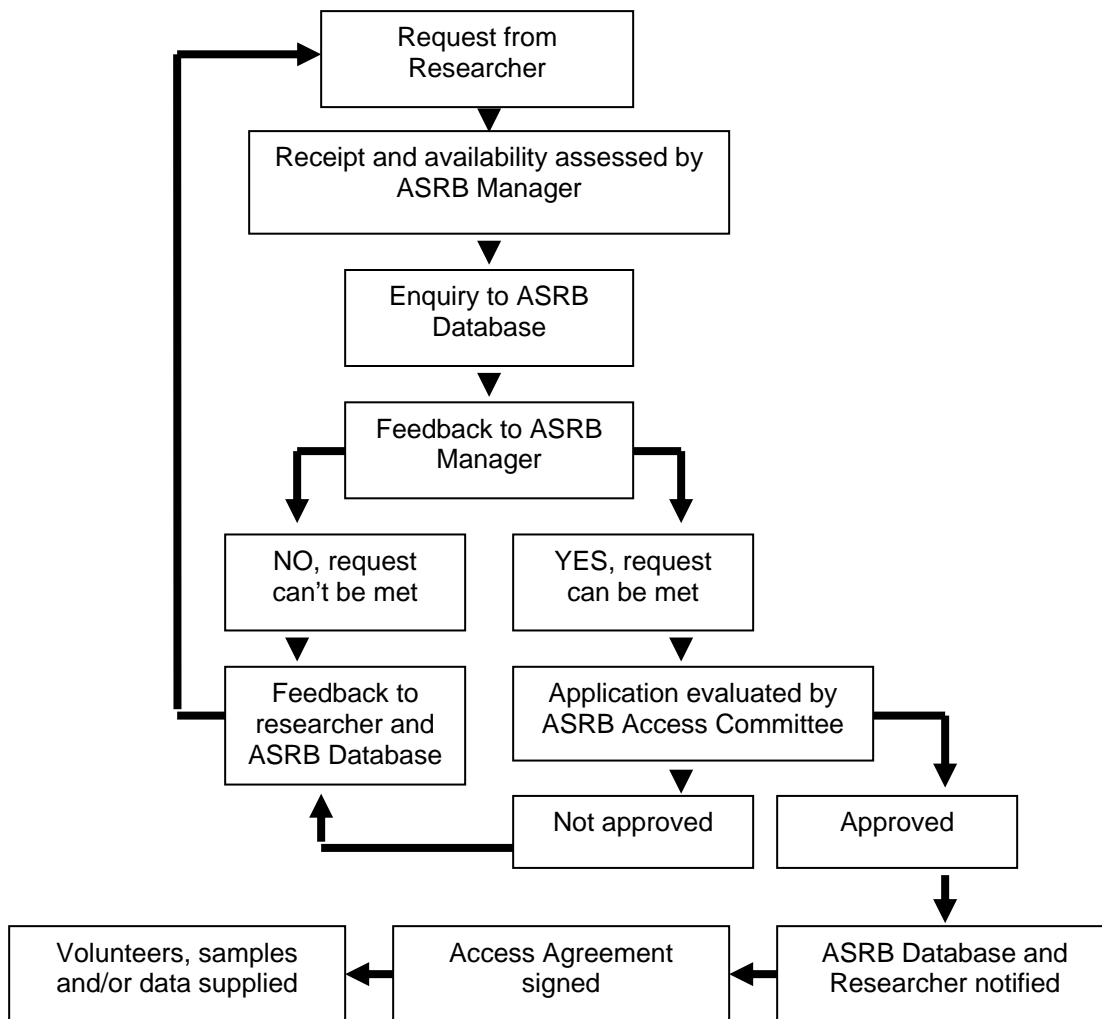 Request from
Researcher
Receipt and availability assessed by
ASRB Manager
Enquiry to ASRB
Database
Feedback to ASRB
Manager
NO, request
can’t be met
YES, request
can be met
Feedback to
researcher and
ASRB Database
Application evaluated by
ASRB Access Committee
Not approved
Approved
Volunteers, samples
and/or data supplied
Access Agreement
signed
ASRB Database and
Researcher notified